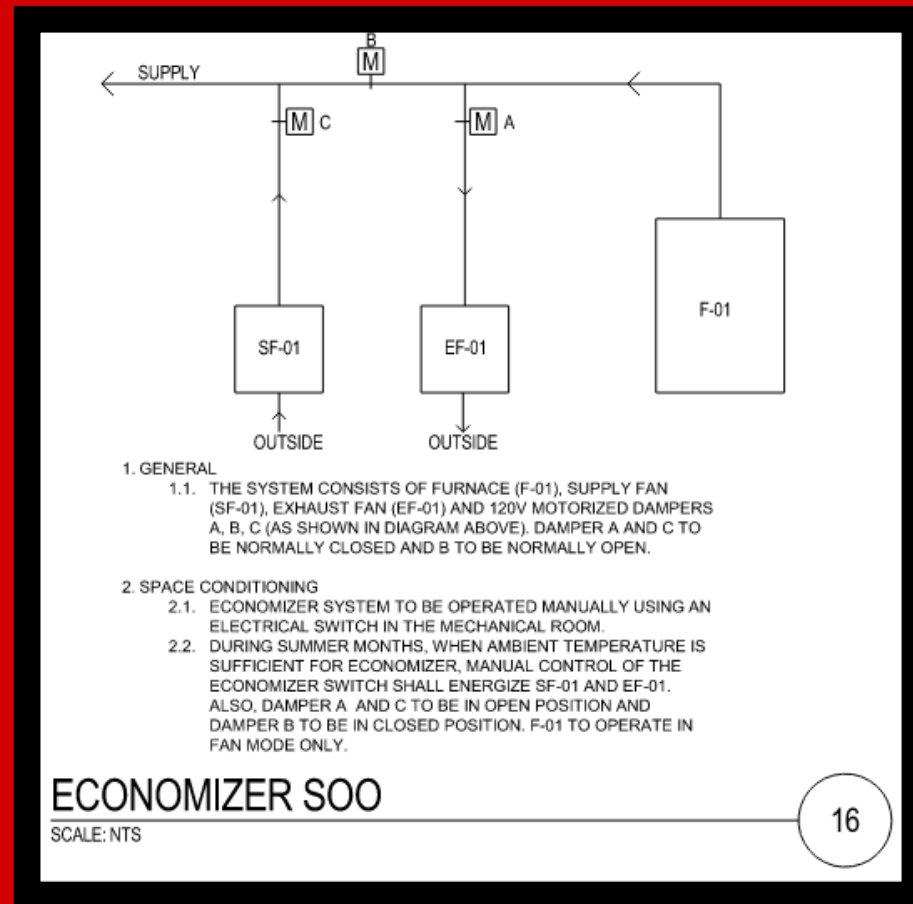 B
M
SUPPLY
M C
M A
F-01
SF-01
EF-01
OUTSIDE
OUTSIDE
1. GENERAL
1.1. THE SYSTEM CONSISTS OF FURNACE (F-01), SUPPLY FAN
(SF-01), EXHAUST FAN (EF-01) AND 120V MOTORIZED DAMPERS
A, B, C (AS SHOWN IN DIAGRAM ABOVE). DAMPER A AND C TO
BE NORMALLY CLOSED AND B TO BE NORMALLY OPEN.
2. SPACE CONDITIONING
2.1. ECONOMIZER SYSTEM TO BE OPERATED MANUALLY USING AN
ELECTRICAL SWITCH IN THE MECHANICAL ROOM.
2.2. DURING SUMMER MONTHS, WHEN AMBIENT TEMPERATURE IS
SUFFICIENT FOR ECONOMIZER, MANUAL CONTROL OF THE
ECONOMIZER SWITCH SHALL ENERGIZE SF-01 AND EF-01.
ALSO, DAMPER A AND C TO BE IN OPEN POSITION AND
DAMPER B TO BE IN CLOSED POSITION. F-01 TO OPERATE IN
FAN MODE ONLY.
ECONOMIZER SOO
SCALE: NTS
16